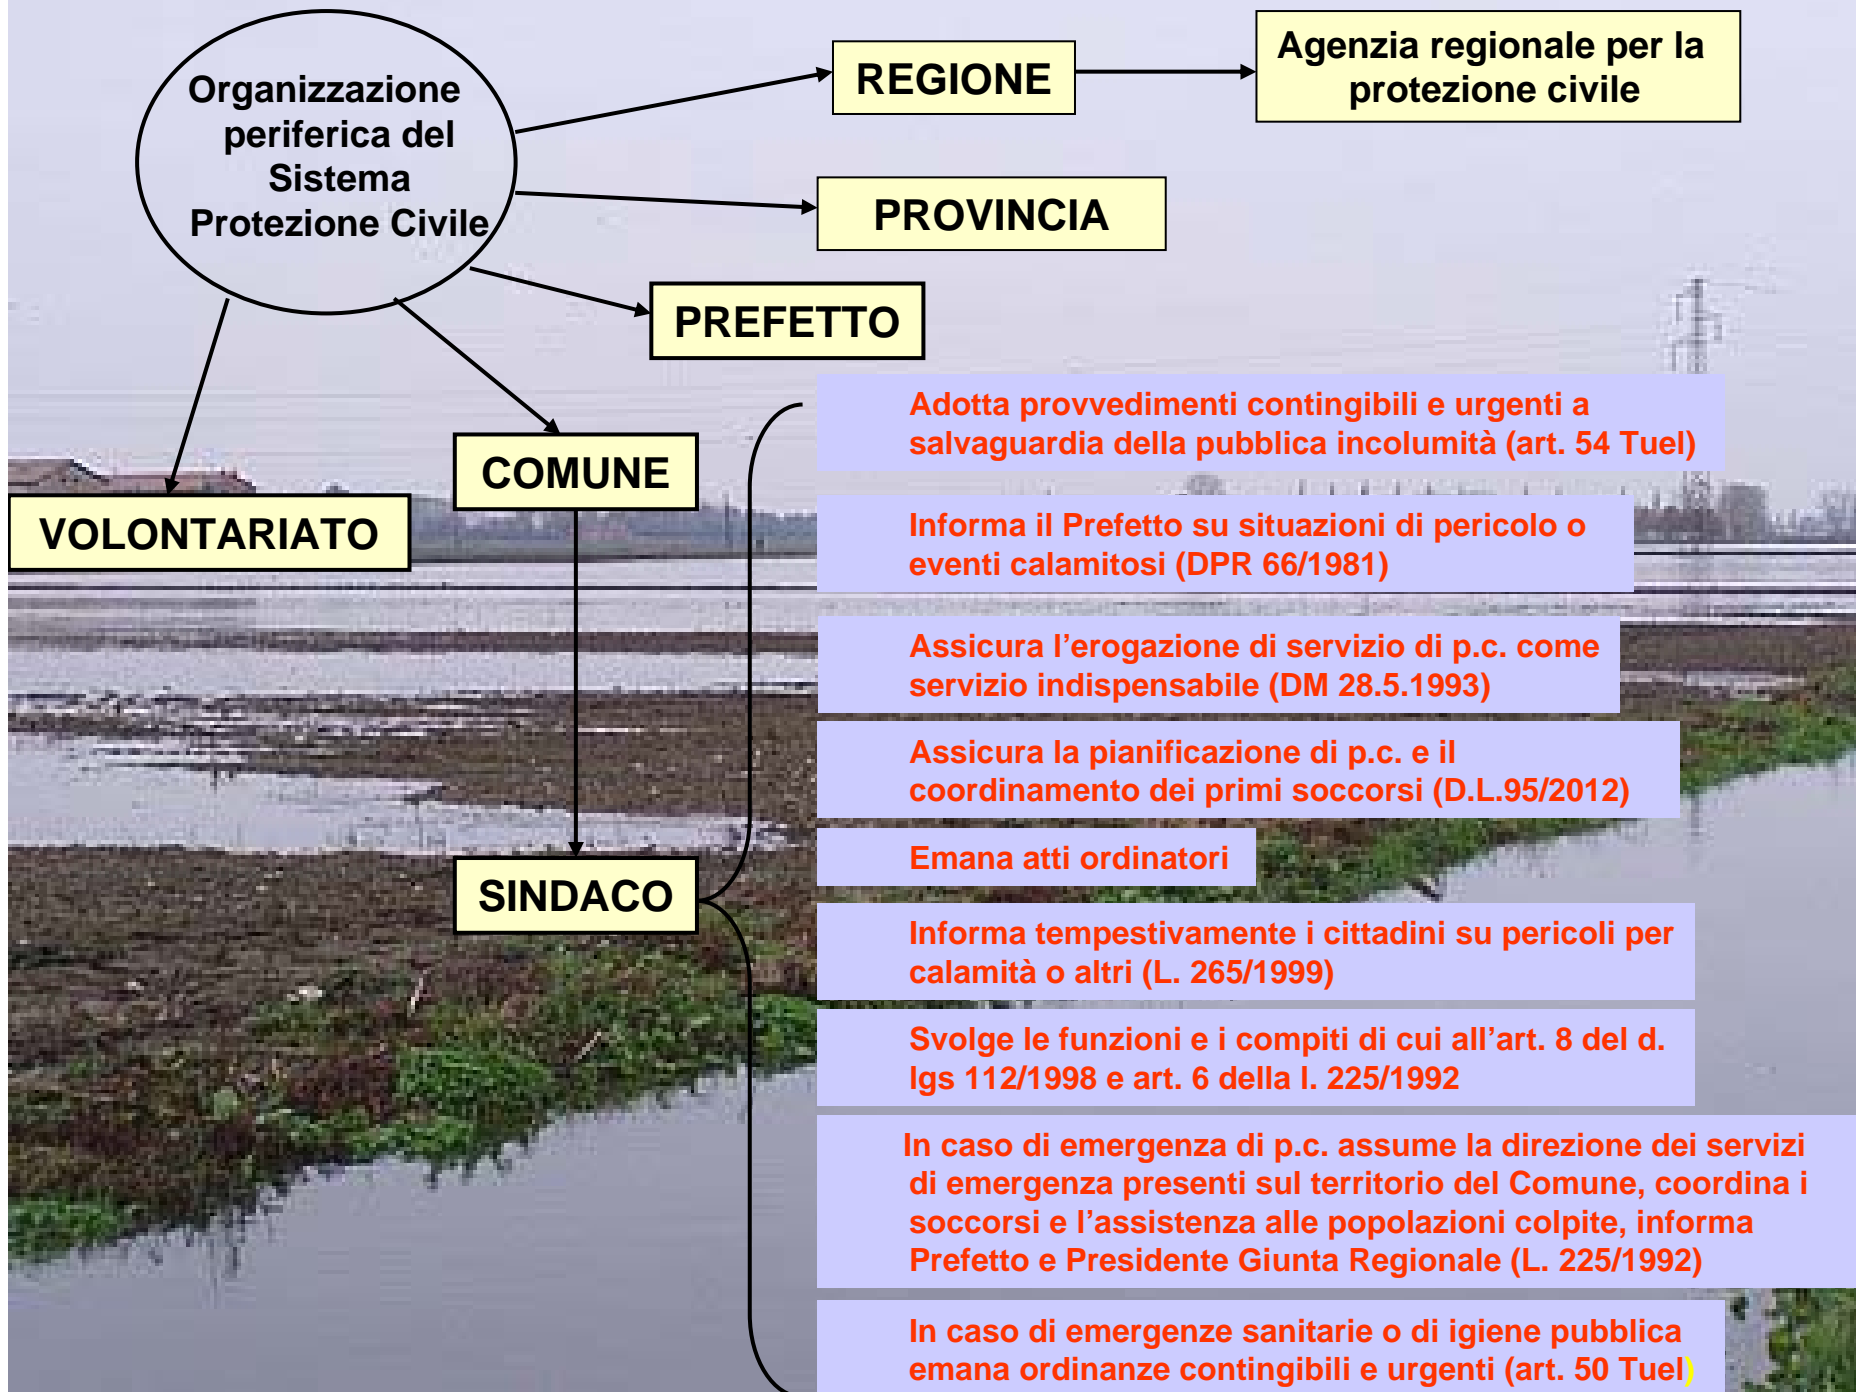 Organizzazione
periferica del
Sistema
Protezione Civile
REGIONE
Agenzia regionale per la
protezione civile
PROVINCIA
PREFETTO
COMUNE
VOLONTARIATO
SINDACO
Adotta provvedimenti contingibili e urgenti a
salvaguardia della pubblica incolumità (art. 54 Tuel)
Informa il Prefetto su situazioni di pericolo o
eventi calamitosi (DPR 66/1981)
Assicura l’erogazione di servizio di p.c. come
servizio indispensabile (DM 28.5.1993)
Assicura la pianificazione di p.c. e il
coordinamento dei primi soccorsi (D.L.95/2012)
Emana atti ordinatori
Informa tempestivamente i cittadini su pericoli per
calamità o altri (L. 265/1999)
Svolge le funzioni e i compiti di cui all’art. 8 del d.
lgs 112/1998 e art. 6 della l. 225/1992
In caso di emergenza di p.c. assume la direzione dei servizi
di emergenza presenti sul territorio del Comune, coordina i
soccorsi e l’assistenza alle popolazioni colpite, informa
Prefetto e Presidente Giunta Regionale (L. 225/1992)
In caso di emergenze sanitarie o di igiene pubblica
emana ordinanze contingibili e urgenti (art. 50 Tuel)